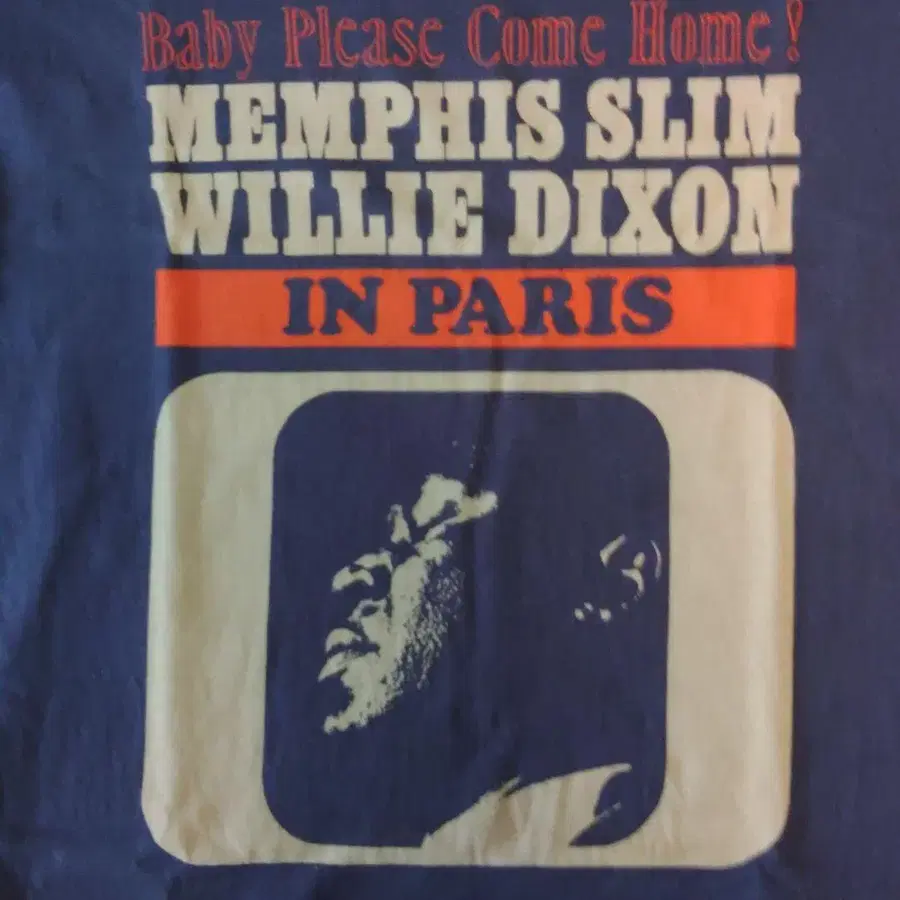 Baby Please Come Home!
MEMPHIS SLIM
WILLIE DIXON
IN PARIS